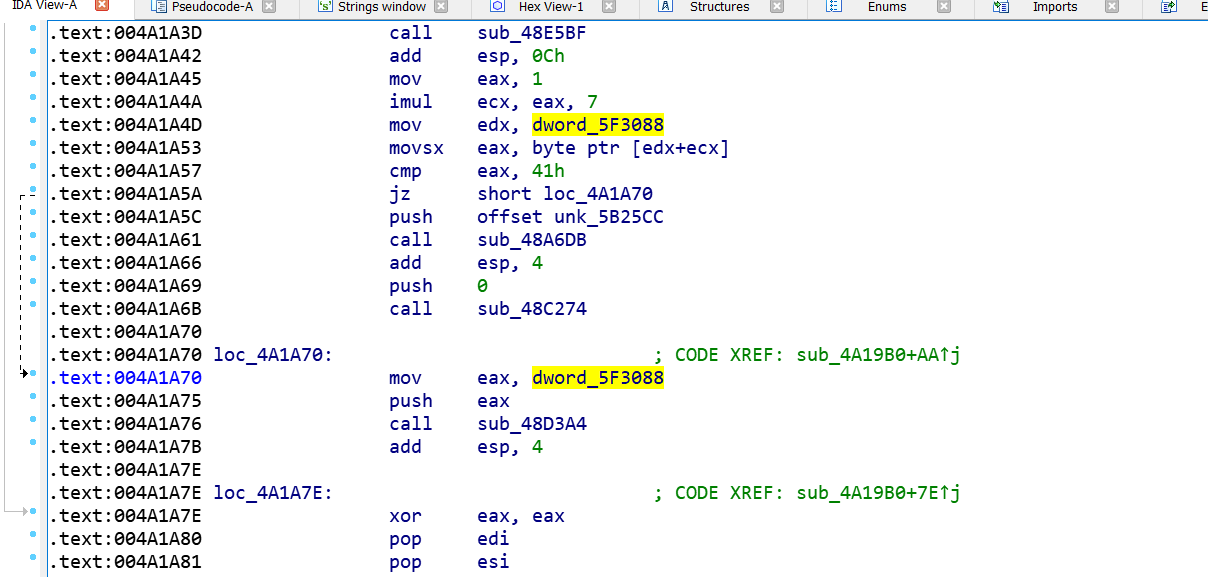 IDA View-A Pseudocode-A Strings window Hex View-1 Structures Enums Imports
.text:004A1A3D call sub_48E5BF
.text:004A1A42 add esp, 0Ch
.text:004A1A45 mov eax, 1
.text:004A1A4A imul ecx, eax, 7
.text:004A1A4D mov edx, dword_5F3088
.text:004A1A53 movsx eax, byte ptr [edx+ecx]
.text:004A1A57 cmp eax, 41h
.text:004A1A5A jz short loc_4A1A70
.text:004A1A5C push offset unk_5B25CC
.text:004A1A61 call sub_48A6DB
.text:004A1A66 add esp, 4
.text:004A1A69 push 0
.text:004A1A6B call sub_48C274
.text:004A1A70
.text:004A1A70 loc_4A1A70: ; CODE XREF: sub_4A19B0+AA↑j
.text:004A1A70 mov eax, dword_5F3088
.text:004A1A75 push eax
.text:004A1A76 call sub_48D3A4
.text:004A1A7B add esp, 4
.text:004A1A7E
.text:004A1A7E loc_4A1A7E: ; CODE XREF: sub_4A19B0+7E↑j
.text:004A1A7E xor eax, eax
.text:004A1A80 pop edi
.text:004A1A81 pop esi